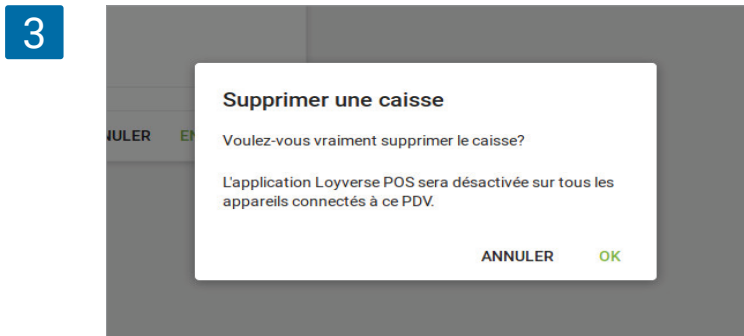 3
Supprimer une caisse
Voulez-vous vraiment supprimer le caisse?
L'application Loyverse POS sera désactivée sur tous les
appareils connectés à ce PDV.
NULER EN
ANNULER OK